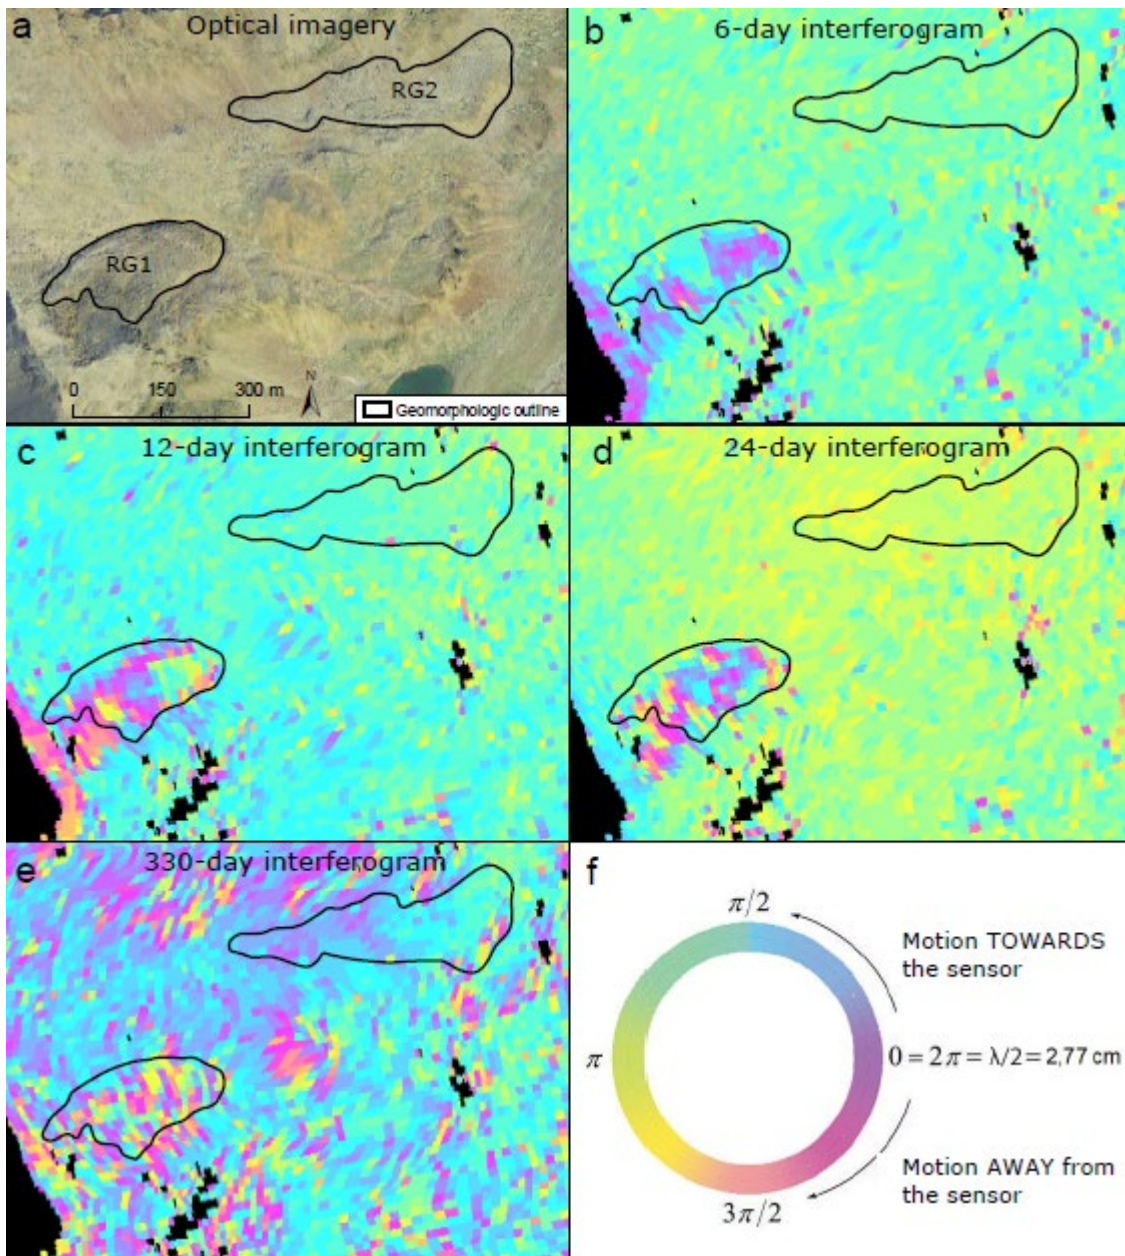 a
Optical imagery
RG2
RG1
0 150 300 m
N
Geomorphologic outline
b
6-day interferogram
c
12-day interferogram
d
24-day interferogram
e
330-day interferogram
f
π/2
Motion TOWARDS
the sensor
π
0 = 2π = λ/2 = 2,77 cm
Motion AWAY from
the sensor
3π/2